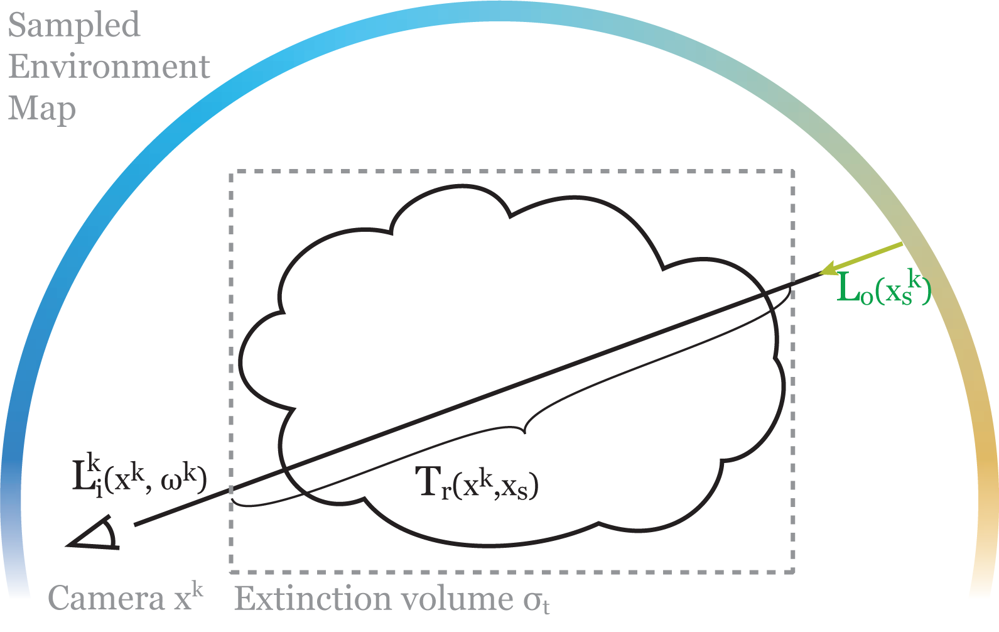 Sampled
Environment
Map
Lₒ(xₛᵏ)
Lᵢᵏ(xᵏ, ωᵏ)
Tᵣ(xᵏ,xₛ)
Camera xᵏ
Extinction volume σₜ